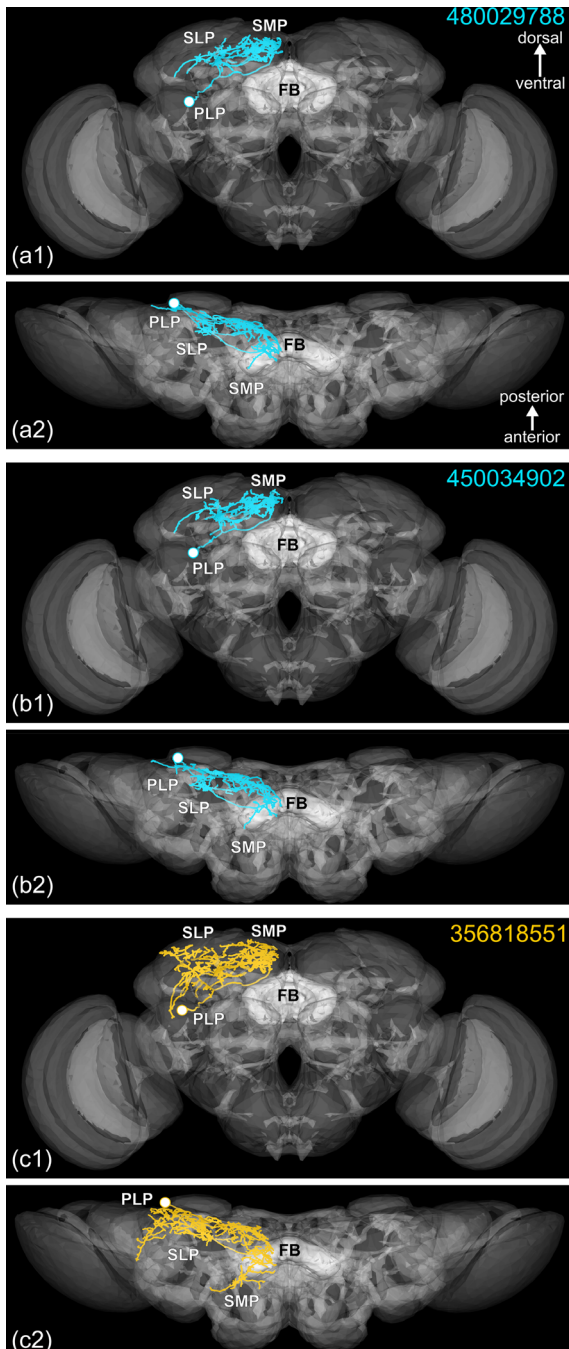 480029788
SMP
SLP
dorsal
ventral
FB
PLP
(a1)
PLP
FB
SLP
SMP
posterior
anterior
(a2)
450034902
SMP
SLP
FB
PLP
(b1)
PLP
FB
SLP
SMP
(b2)
356818551
SLP
SMP
FB
PLP
(c1)
PLP
FB
SLP
SMP
(c2)